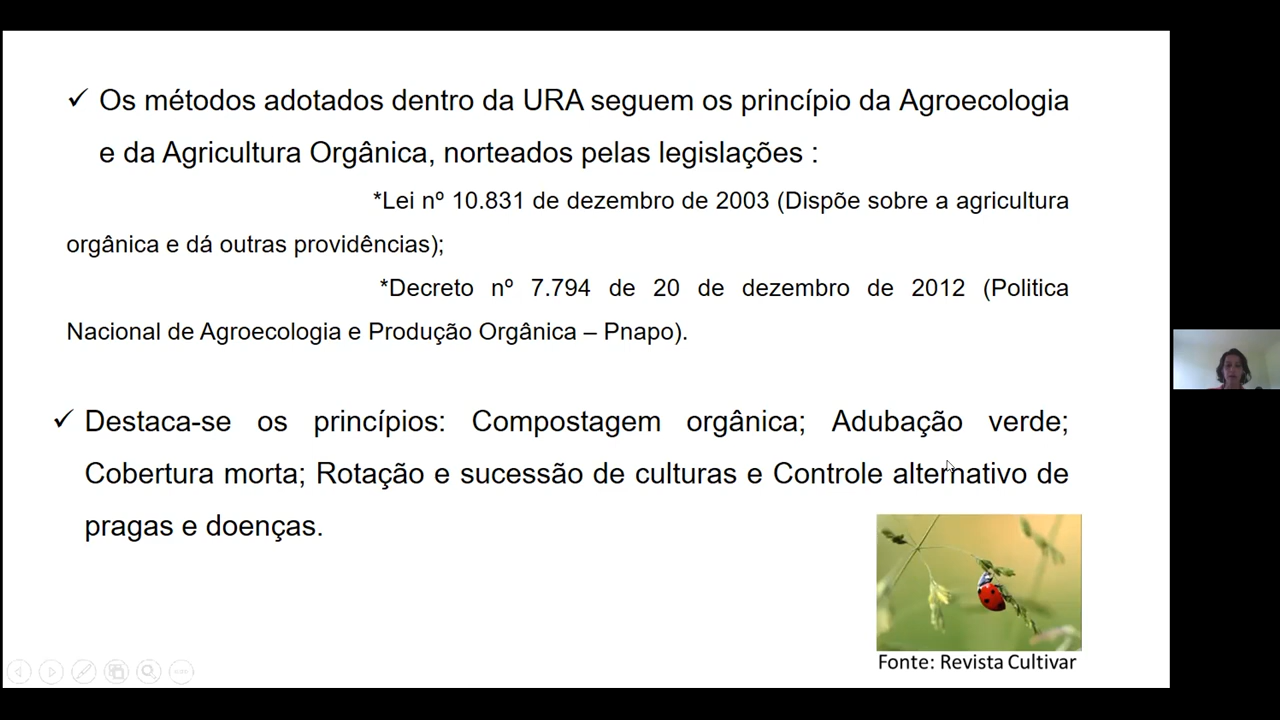 ✓ Os métodos adotados dentro da URA seguem os princípio da Agroecologia
e da Agricultura Orgânica, norteados pelas legislações :
*Lei nº 10.831 de dezembro de 2003 (Dispõe sobre a agricultura
orgânica e dá outras providências);
*Decreto nº 7.794 de 20 de dezembro de 2012 (Politica
Nacional de Agroecologia e Produção Orgânica – Pnapo).
✓ Destaca-se os princípios: Compostagem orgânica; Adubação verde;
Cobertura morta; Rotação e sucessão de culturas e Controle alternativo de
pragas e doenças.
Fonte: Revista Cultivar